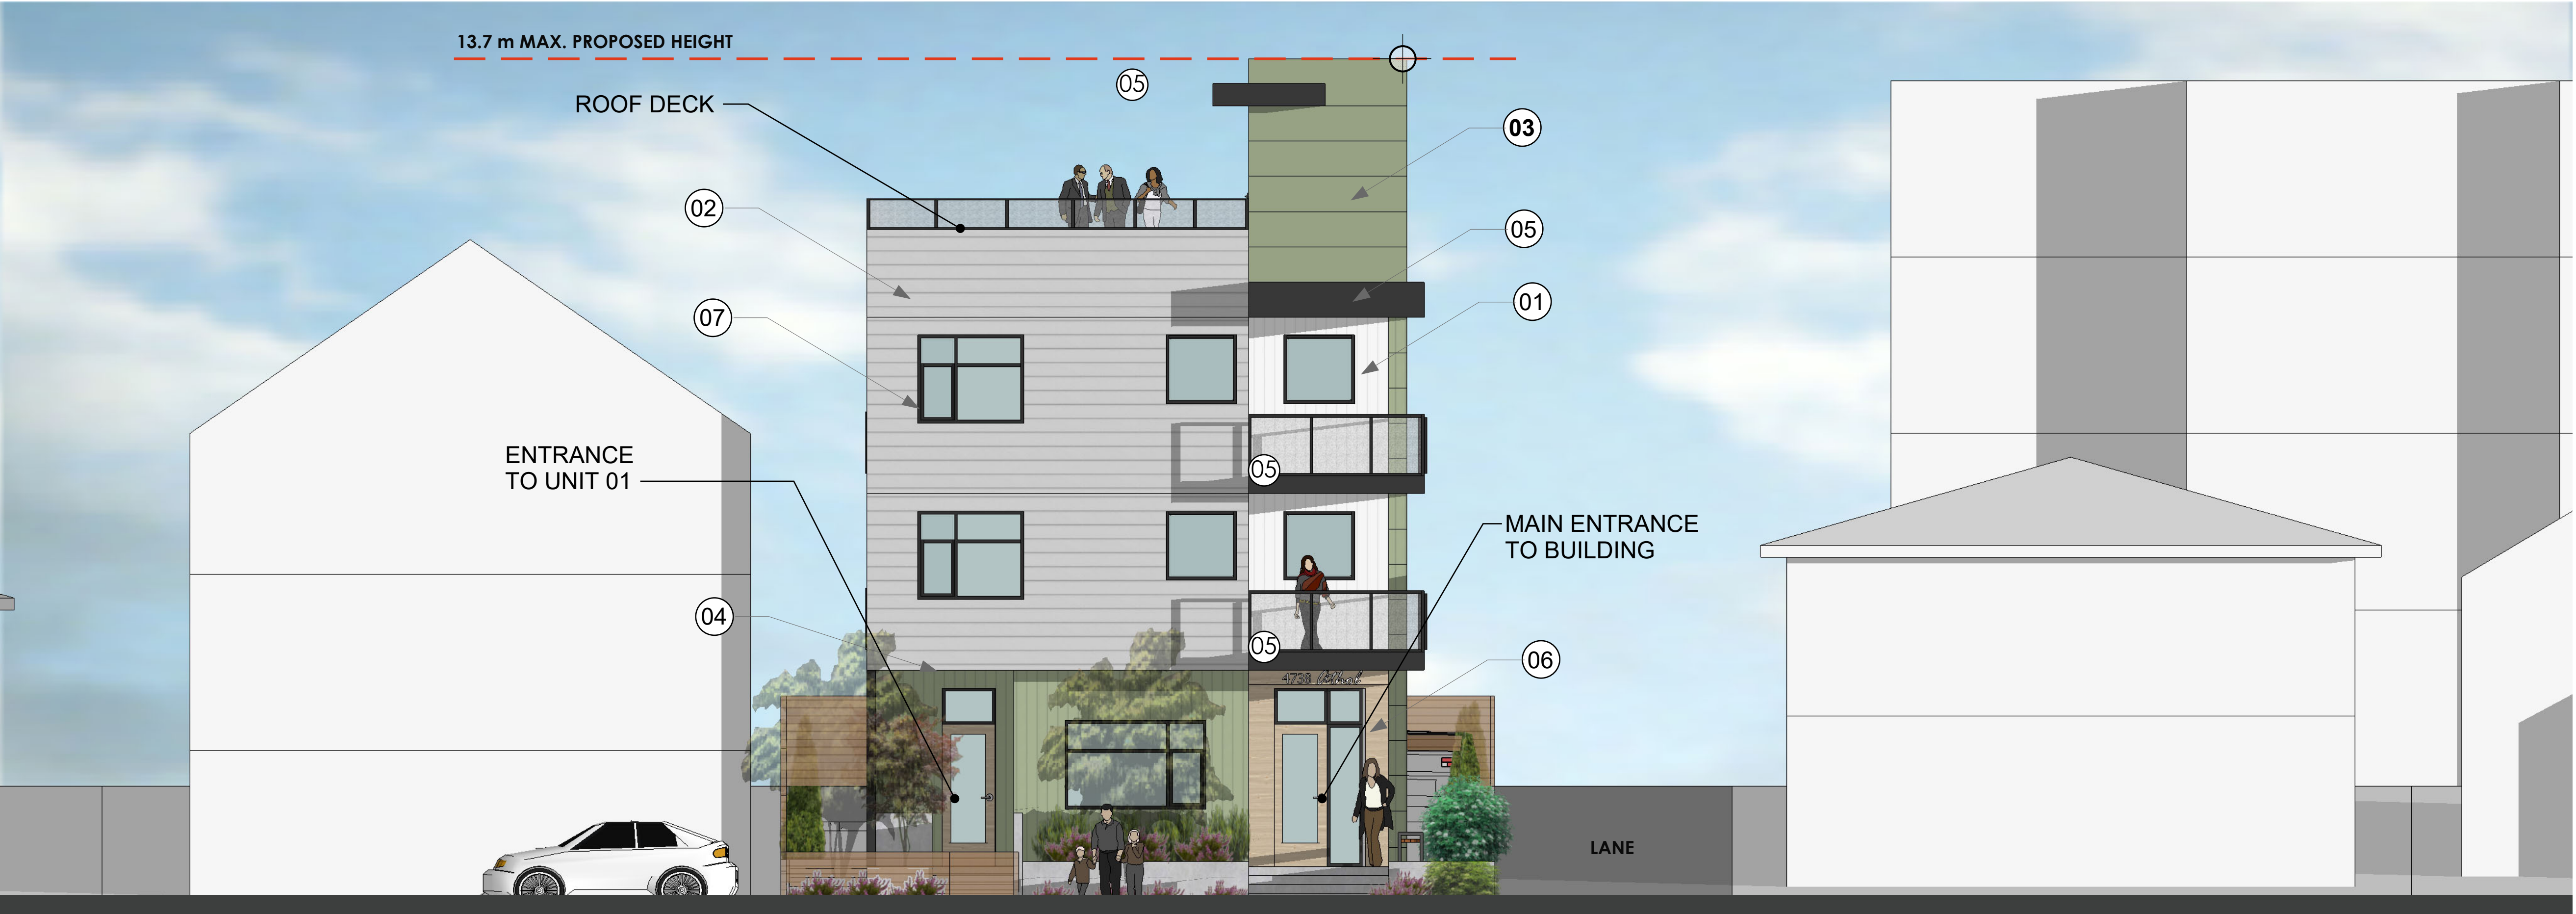 13.7 m MAX. PROPOSED HEIGHT
05
ROOF DECK
03
02
05
01
07
ENTRANCE
TO UNIT 01
05
MAIN ENTRANCE
TO BUILDING
04
05
06
4738
LANE